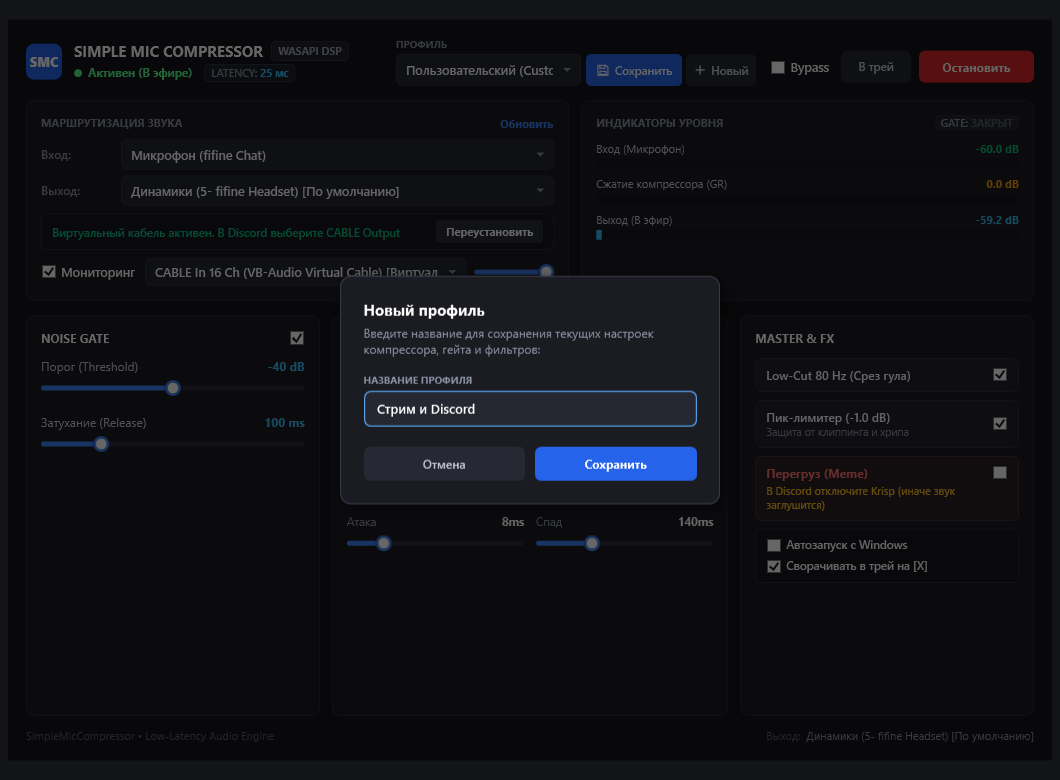 SMC
SIMPLE MIC COMPRESSOR
WASAPI DSP
Активен (В эфире)
LATENCY: 25 мс
ПРОФИЛЬ
Пользовательский (Custc
Сохранить
+ Новый
Bypass
В трей
Остановить
МАРШРУТИЗАЦИЯ ЗВУКА
Обновить
Вход:
Микрофон (fifine Chat)
Выход:
Динамики (5- fifine Headset) [По умолчанию]
Виртуальный кабель активен. В Discord выберите CABLE Output
Переустановить
Мониторинг
CABLE In 16 Ch (VB-Audio Virtual Cable) [Виртуал
ИНДИКАТОРЫ УРОВНЯ
GATE: ЗАКРЫТ
Вход (Микрофон)
-60.0 dB
Сжатие компрессора (GR)
0.0 dB
Выход (В эфир)
-59.2 dB
Новый профиль
Введите название для сохранения текущих настроек
компрессора, гейта и фильтров:
НАЗВАНИЕ ПРОФИЛЯ
Стрим и Discord
Отмена
Сохранить
NOISE GATE
Порог (Threshold)
-40 dB
Затухание (Release)
100 ms
Атака
8ms
Спад
140ms
MASTER & FX
Low-Cut 80 Hz (Срез гула)
Пик-лимитер (-1.0 dB)
Защита от клиппинга и хрипа
Перегруз (Meme)
В Discord отключите Krisp (иначе звук
заглушится)
Автозапуск с Windows
Сворачивать в трей на [X]
SimpleMicCompressor • Low-Latency Audio Engine
Выход: Динамики (5- fifine Headset) [По умолчанию]